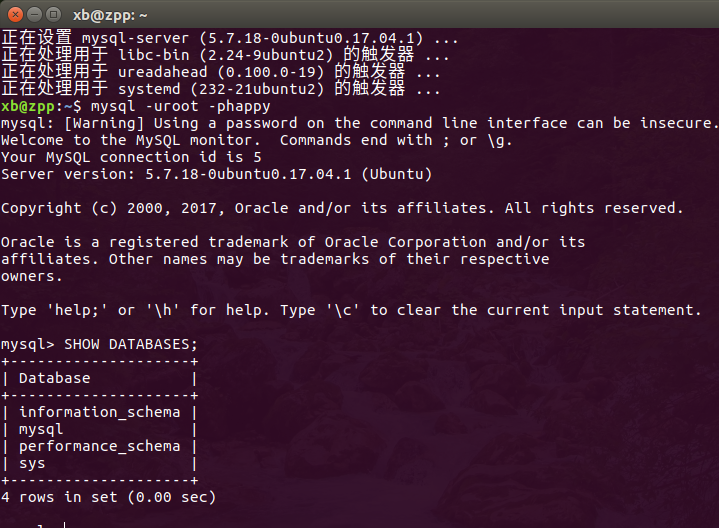 xb@zpp: ~
正在设置 mysql-server (5.7.18-0ubuntu0.17.04.1) ...
正在处理用于 libc-bin (2.24-9ubuntu2) 的触发器 ...
正在处理用于 ureadahead (0.100.0-19) 的触发器 ...
正在处理用于 systemd (232-21ubuntu2) 的触发器 ...
xb@zpp:~$ mysql -uroot -phappy
mysql: [Warning] Using a password on the command line interface can be insecure.
Welcome to the MySQL monitor.  Commands end with ; or \g.
Your MySQL connection id is 5
Server version: 5.7.18-0ubuntu0.17.04.1 (Ubuntu)
Copyright (c) 2000, 2017, Oracle and/or its affiliates. All rights reserved.
Oracle is a registered trademark of Oracle Corporation and/or its
affiliates. Other names may be trademarks of their respective
owners.
Type 'help;' or '\h' for help. Type '\c' to clear the current input statement.
mysql> SHOW DATABASES;
+--------------------+
| Database           |
+--------------------+
| information_schema |
| mysql              |
| performance_schema |
| sys                |
+--------------------+
4 rows in set (0.00 sec)